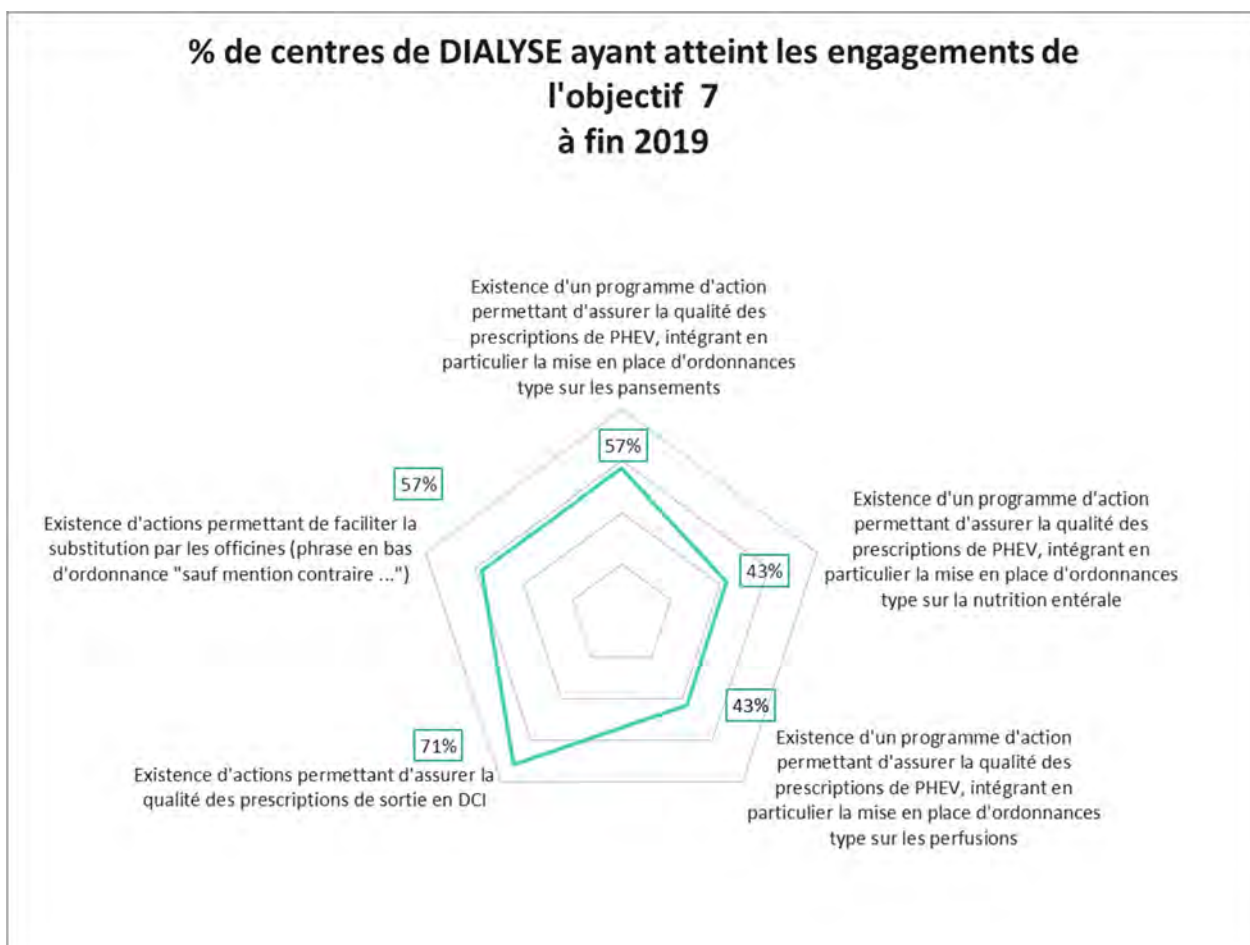 % de centres de DIALYSE ayant atteint les engagements de
l'objectif 7
à fin 2019
Existence d'un programme d'action
permettant d'assurer la qualité des
prescriptions de PHEV, intégrant en
particulier la mise en place d'ordonnances
type sur les pansements
57%
57%
Existence d'actions permettant de faciliter la
substitution par les officines (phrase en bas
d'ordonnance "sauf mention contraire ...")
Existence d'un programme d'action
permettant d'assurer la qualité des
prescriptions de PHEV, intégrant en
particulier la mise en place d'ordonnances
type sur la nutrition entérale
43%
43%
Existence d'un programme d'action
permettant d'assurer la qualité des
prescriptions de PHEV, intégrant en
particulier la mise en place d'ordonnances
type sur les perfusions
71%
Existence d'actions permettant d'assurer la
qualité des prescriptions de sortie en DCI